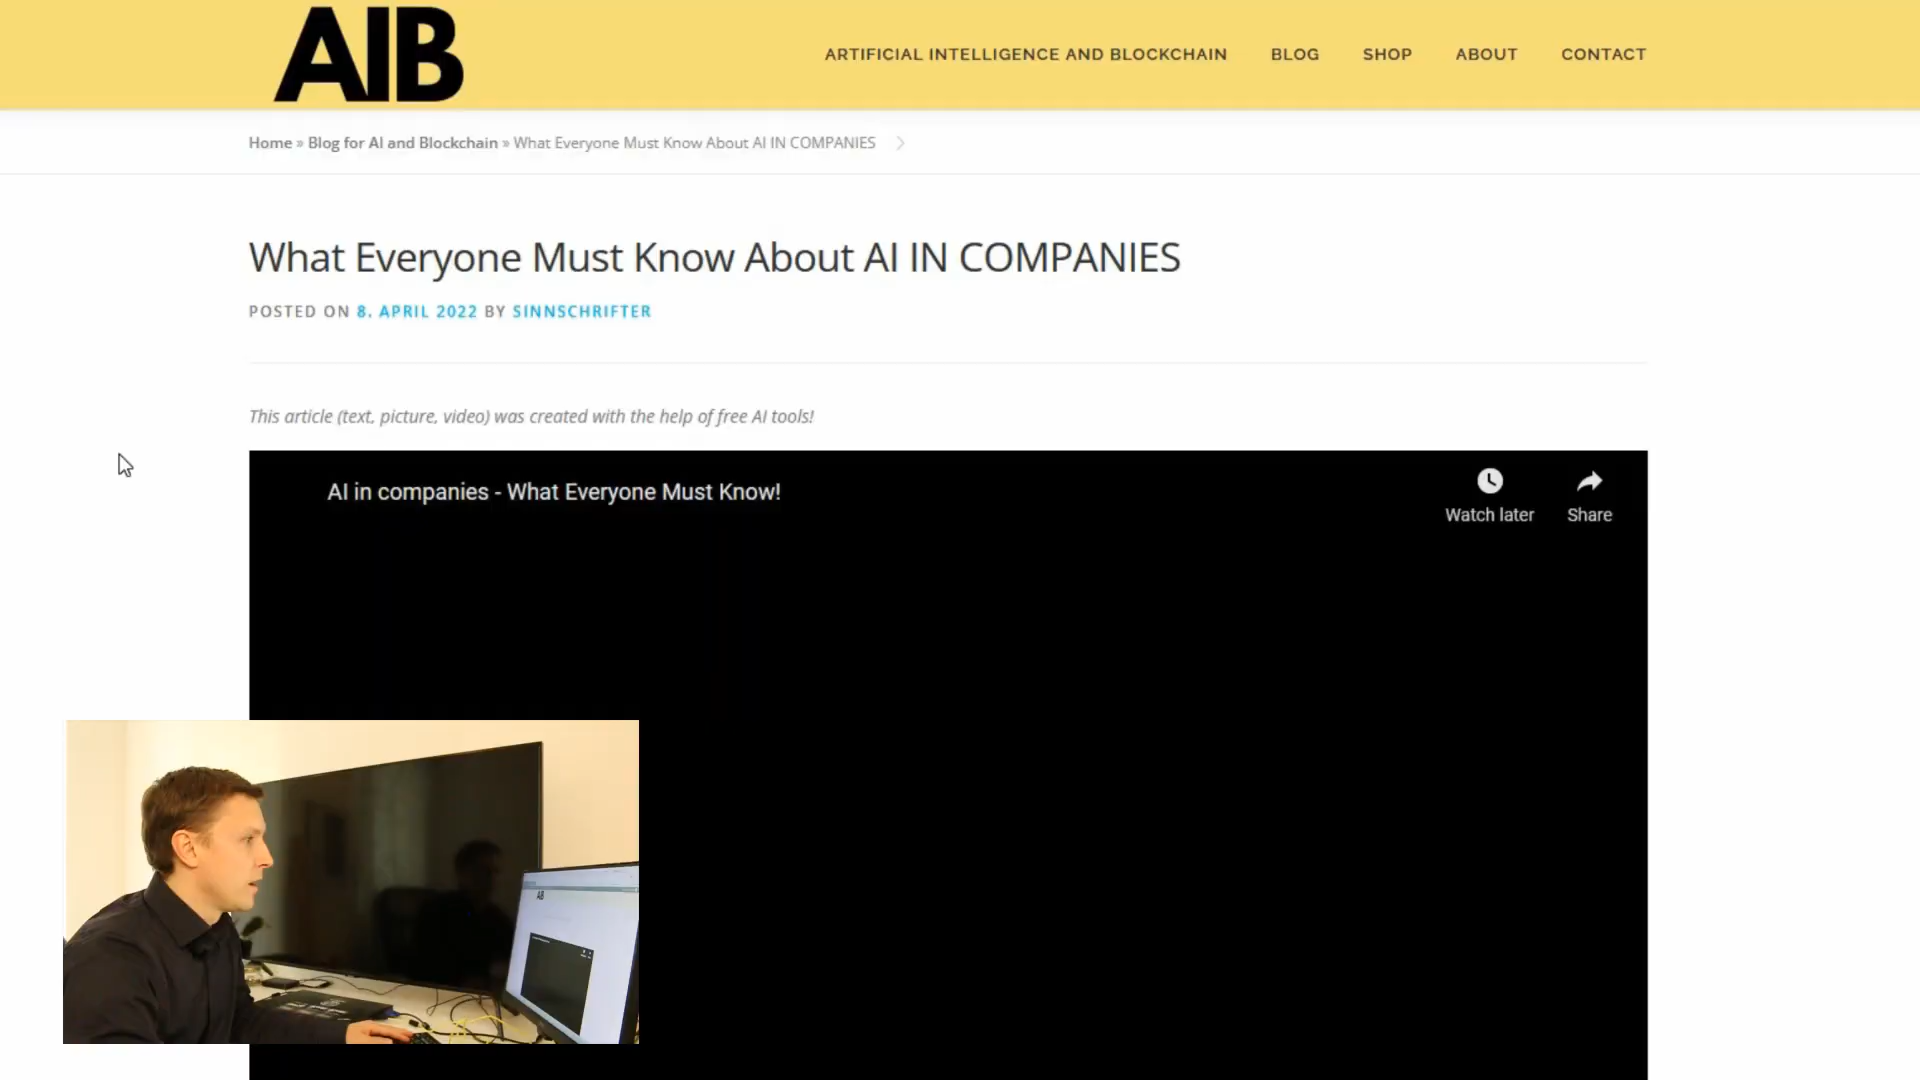 AIB
ARTIFICIAL INTELLIGENCE AND BLOCKCHAIN BLOG SHOP ABOUT CONTACT
Home » Blog for AI and Blockchain » What Everyone Must Know About AI IN COMPANIES
What Everyone Must Know About AI IN COMPANIES
POSTED ON 8. APRIL 2022 BY SINNSCHRIFTER
This article (text, picture, video) was created with the help of free AI tools!
AI in companies - What Everyone Must Know!
Watch later
Share
AIB